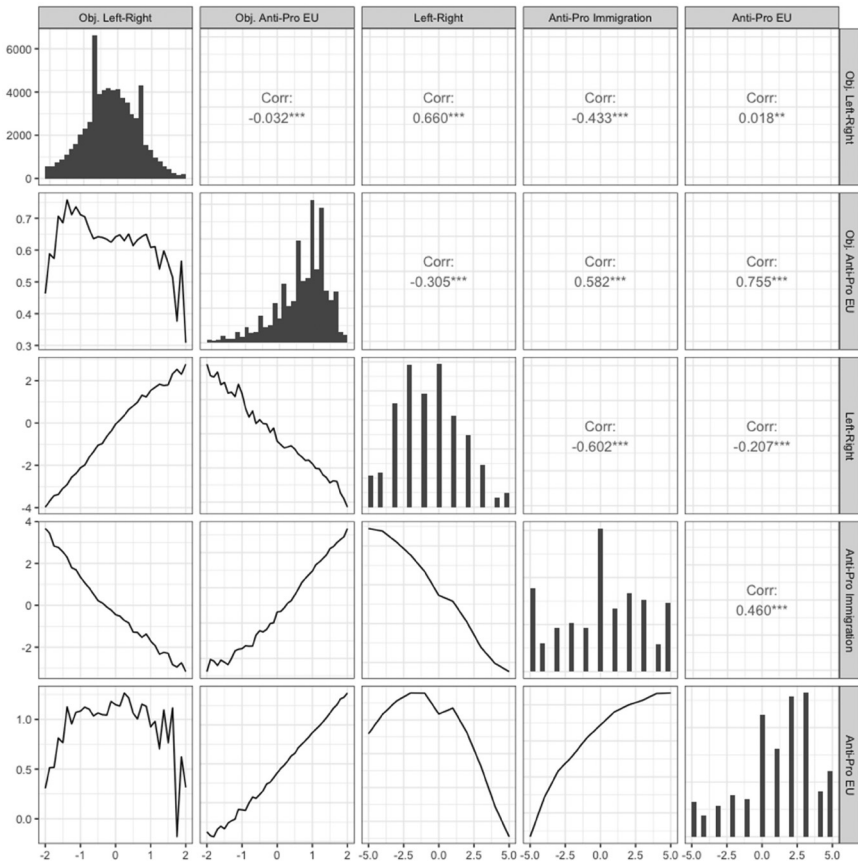 Obj. Left-Right
Obj. Anti-Pro EU
Left-Right
Anti-Pro Immigration
Anti-Pro EU
6000
4000
2000
0
Corr:
-0.032***
Corr:
0.660***
Corr:
-0.433***
Corr:
0.018**
Obj. Left-Right
0.7
0.6
0.5
0.4
0.3
Corr:
-0.305***
Corr:
0.582***
Corr:
0.755***
Obj. Anti-Pro EU
2
0
-2
-4
Corr:
-0.602***
Corr:
-0.207***
Left-Right
4
2
0
-2
Corr:
0.460***
Anti-Pro Immigration
1.0
0.5
0.0
Anti-Pro EU
-2 -1 0 1 2
-2 -1 0 1 2
-5.0 -2.5 0.0 2.5 5.0
-5.0 -2.5 0.0 2.5 5.0
-5.0 -2.5 0.0 2.5 5.0